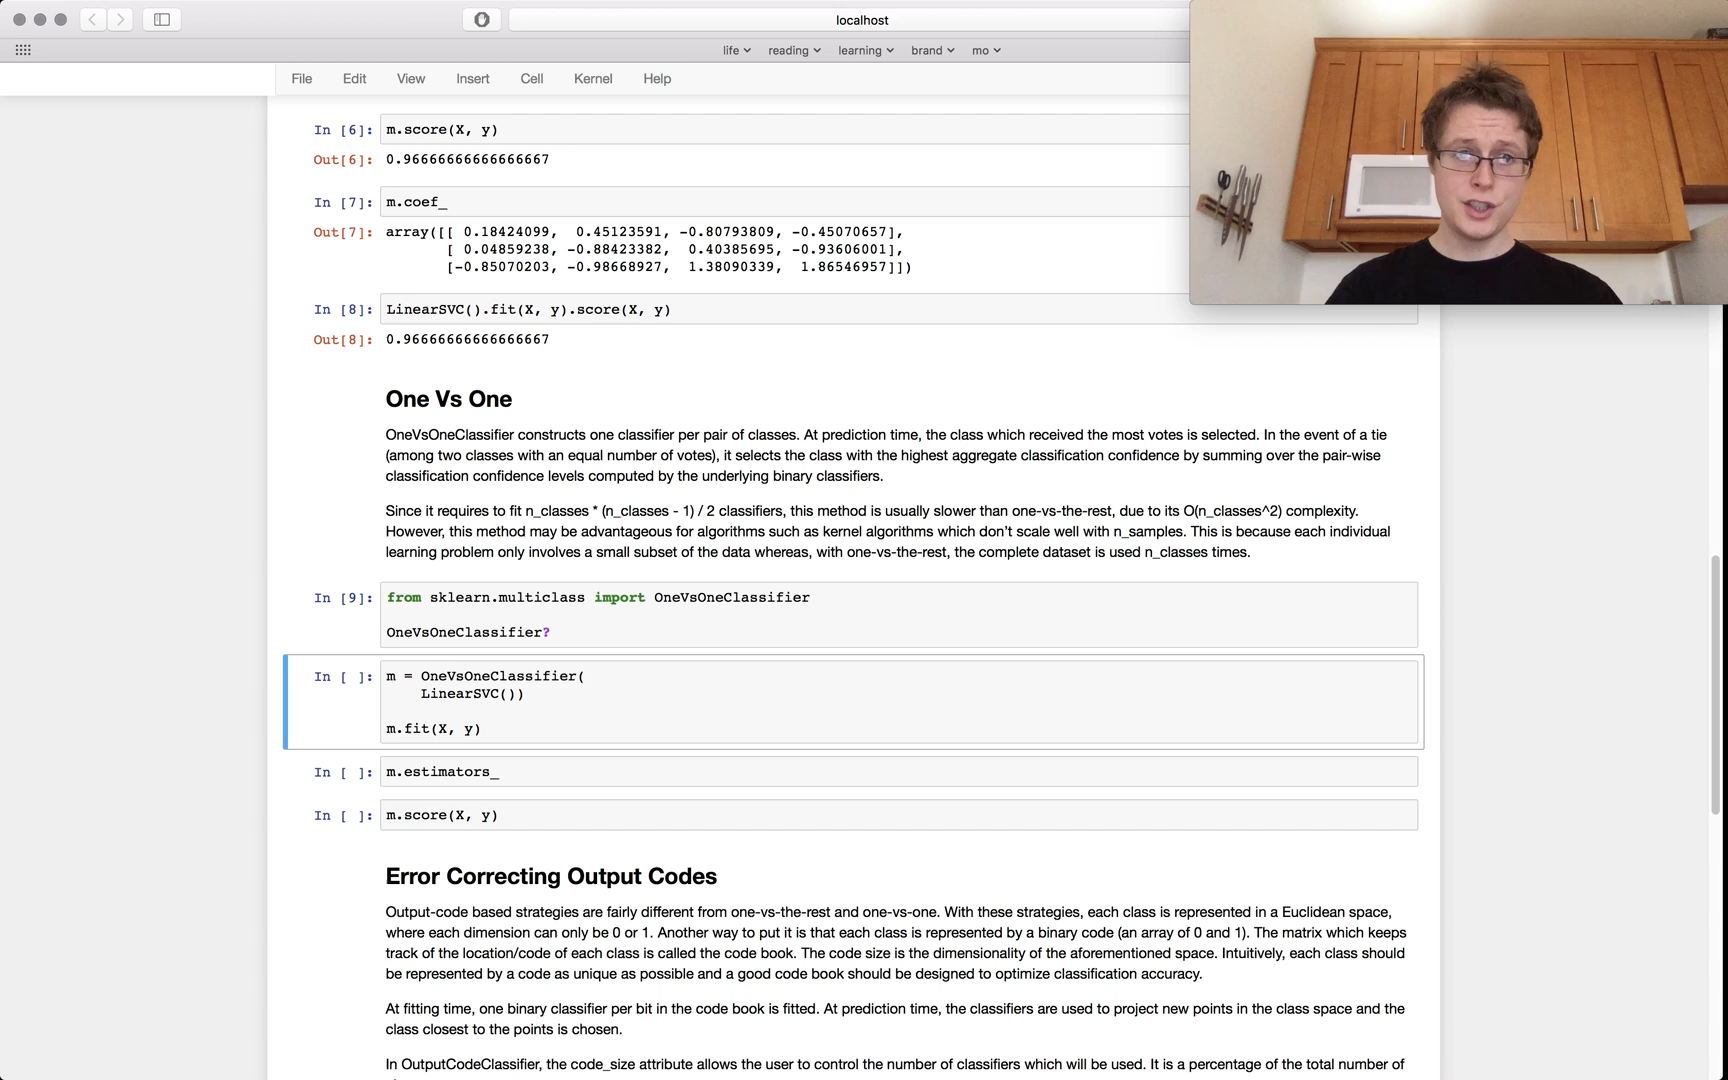 localhost
life reading learning brand mo
File Edit View Insert Cell Kernel Help
In [6]: m.score(X, y)
Out[6]: 0.96666666666666667
In [7]: m.coef_
Out[7]: array([[ 0.18424099, 0.45123591, -0.80793809, -0.45070657],
[ 0.04859238, -0.88423382, 0.40385695, -0.93606001],
[-0.85070203, -0.98668927, 1.38090339, 1.86546957]])
In [8]: LinearSVC().fit(X, y).score(X, y)
Out[8]: 0.96666666666666667
One Vs One
OneVsOneClassifier constructs one classifier per pair of classes. At prediction time, the class which received the most votes is selected. In the event of a tie
(among two classes with an equal number of votes), it selects the class with the highest aggregate classification confidence by summing over the pair-wise
classification confidence levels computed by the underlying binary classifiers.
Since it requires to fit n_classes * (n_classes - 1) / 2 classifiers, this method is usually slower than one-vs-the-rest, due to its O(n_classes^2) complexity.
However, this method may be advantageous for algorithms such as kernel algorithms which don't scale well with n_samples. This is because each individual
learning problem only involves a small subset of the data whereas, with one-vs-the-rest, the complete dataset is used n_classes times.
In [9]: from sklearn.multiclass import OneVsOneClassifier
OneVsOneClassifier?
In [ ]: m = OneVsOneClassifier(
LinearSVC())
m.fit(X, y)
In [ ]: m.estimators_
In [ ]: m.score(X, y)
Error Correcting Output Codes
Output-code based strategies are fairly different from one-vs-the-rest and one-vs-one. With these strategies, each class is represented in a Euclidean space,
where each dimension can only be 0 or 1. Another way to put it is that each class is represented by a binary code (an array of 0 and 1). The matrix which keeps
track of the location/code of each class is called the code book. The code size is the dimensionality of the aforementioned space. Intuitively, each class should
be represented by a code as unique as possible and a good code book should be designed to optimize classification accuracy.
At fitting time, one binary classifier per bit in the code book is fitted. At prediction time, the classifiers are used to project new points in the class space and the
class closest to the points is chosen.
In OutputCodeClassifier, the code_size attribute allows the user to control the number of classifiers which will be used. It is a percentage of the total number of